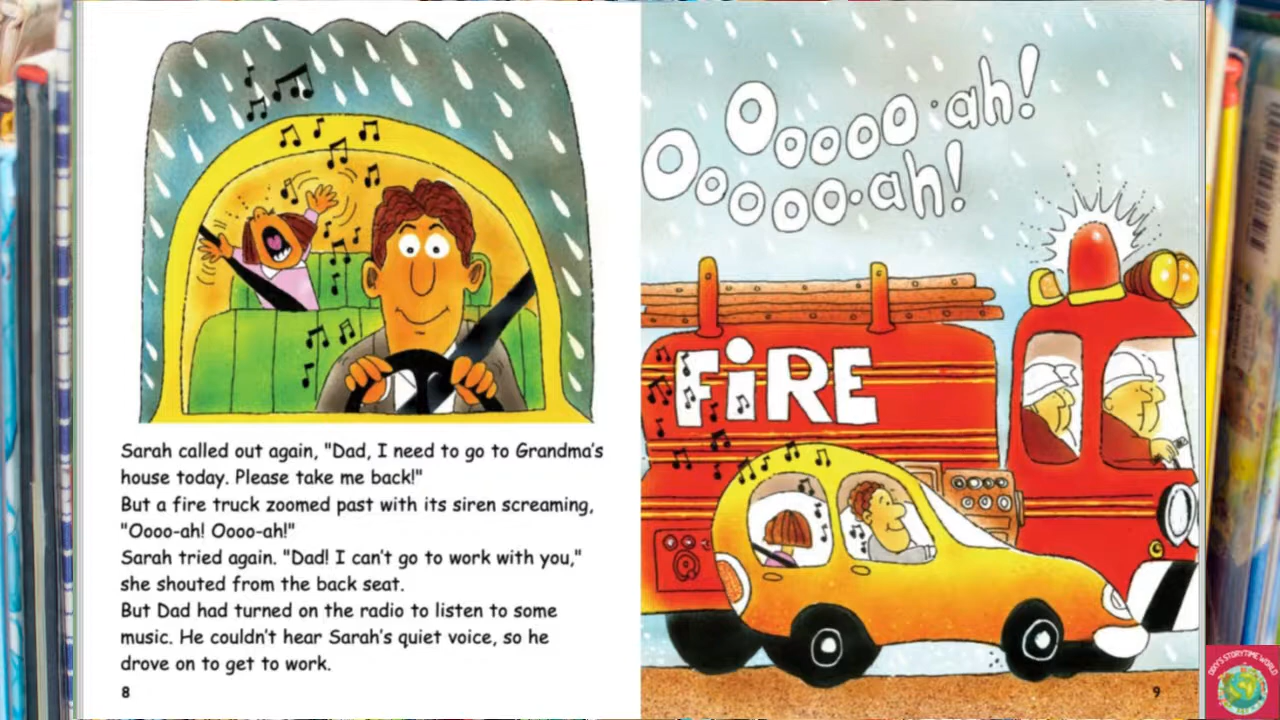 Sarah called out again, "Dad, I need to go to Grandma's
house today. Please take me back!"
But a fire truck zoomed past with its siren screaming,
"Oooo-ah! Oooo-ah!"
Sarah tried again. "Dad! I can't go to work with you,"
she shouted from the back seat.
But Dad had turned on the radio to listen to some
music. He couldn't hear Sarah's quiet voice, so he
drove on to get to work.
8
Ooooo-ah!
Ooooo-ah!
FiRE
9